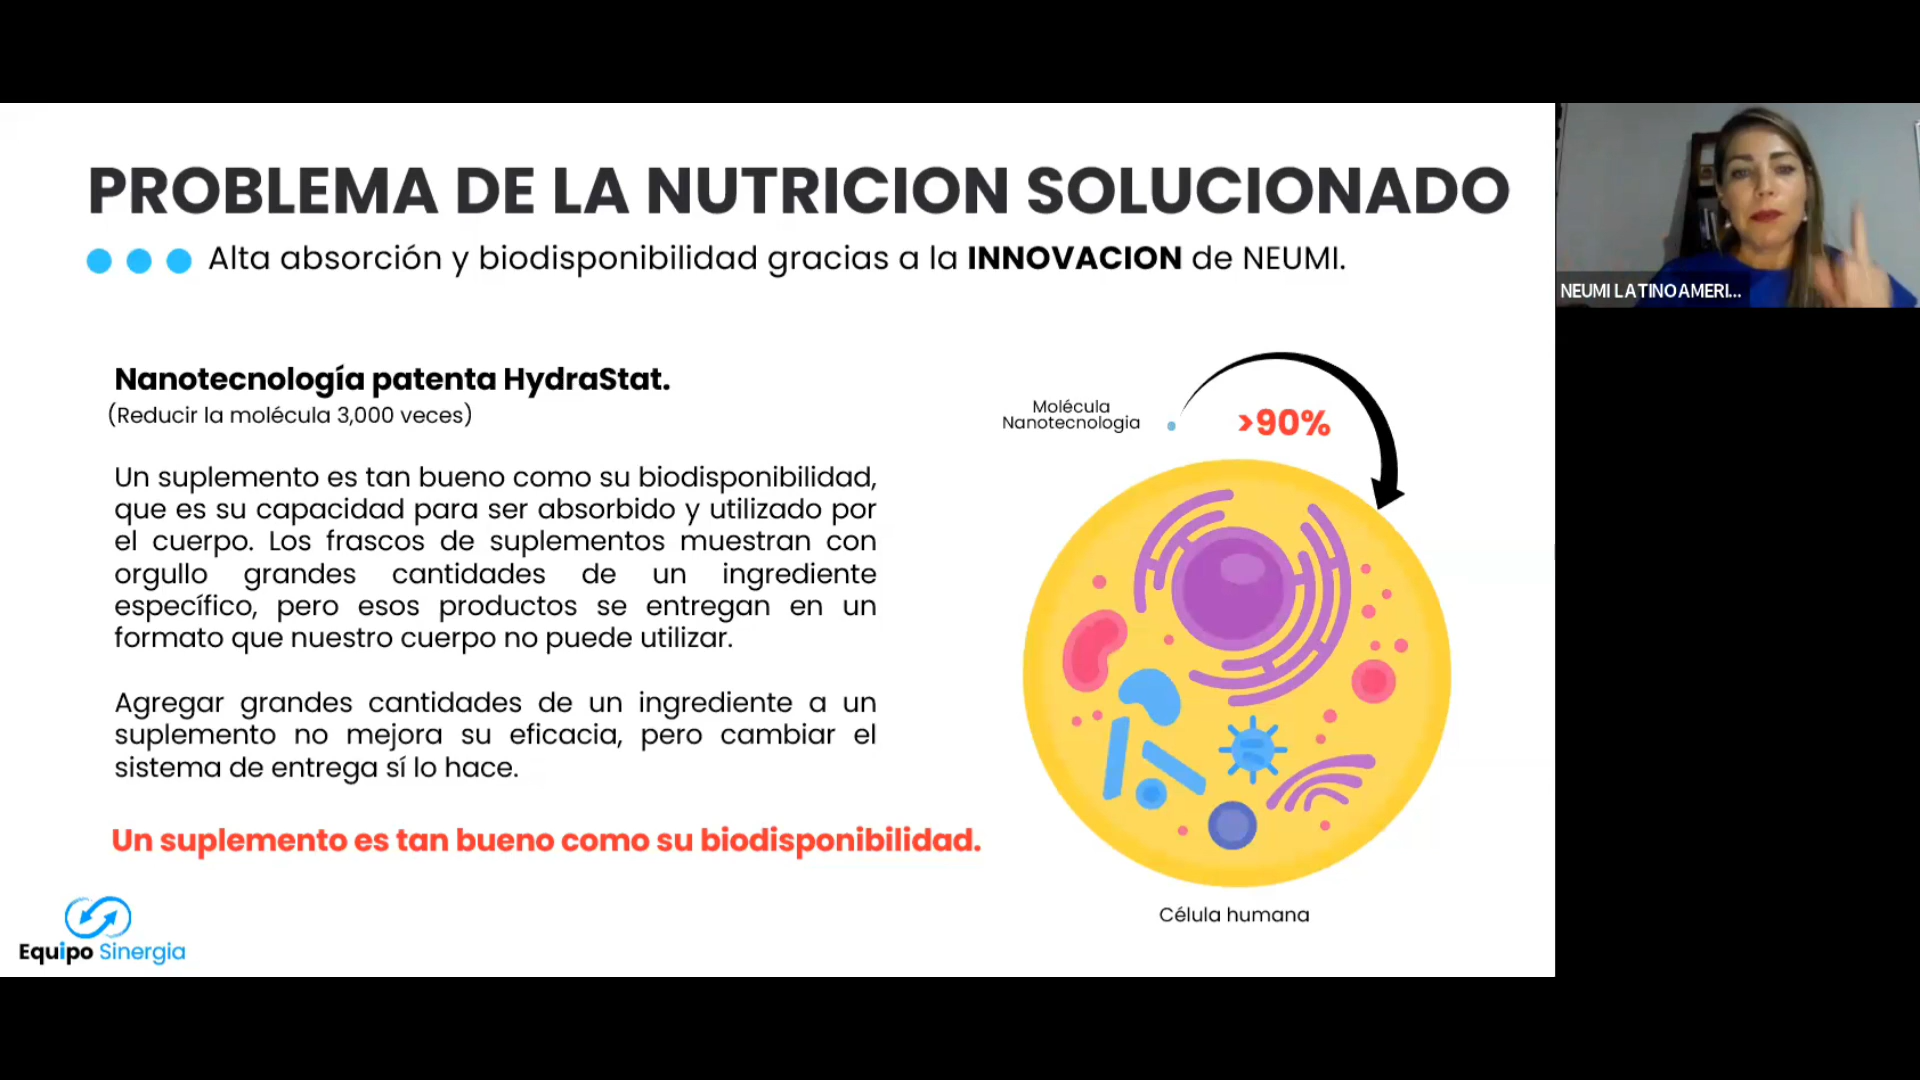 PROBLEMA DE LA NUTRICION SOLUCIONADO
Alta absorción y biodisponibilidad gracias a la INNOVACION de NEUMI.
Nanotecnología patenta HydraStat.
(Reducir la molécula 3,000 veces)
Un suplemento es tan bueno como su biodisponibilidad,
que es su capacidad para ser absorbido y utilizado por
el cuerpo. Los frascos de suplementos muestran con
orgullo grandes cantidades de un ingrediente
específico, pero esos productos se entregan en un
formato que nuestro cuerpo no puede utilizar.
Agregar grandes cantidades de un ingrediente a un
suplemento no mejora su eficacia, pero cambiar el
sistema de entrega sí lo hace.
Un suplemento es tan bueno como su biodisponibilidad.
Molécula
Nanotecnologia
>90%
Célula humana
Equipo Sinergia
NEUMI LATINOAMERI...